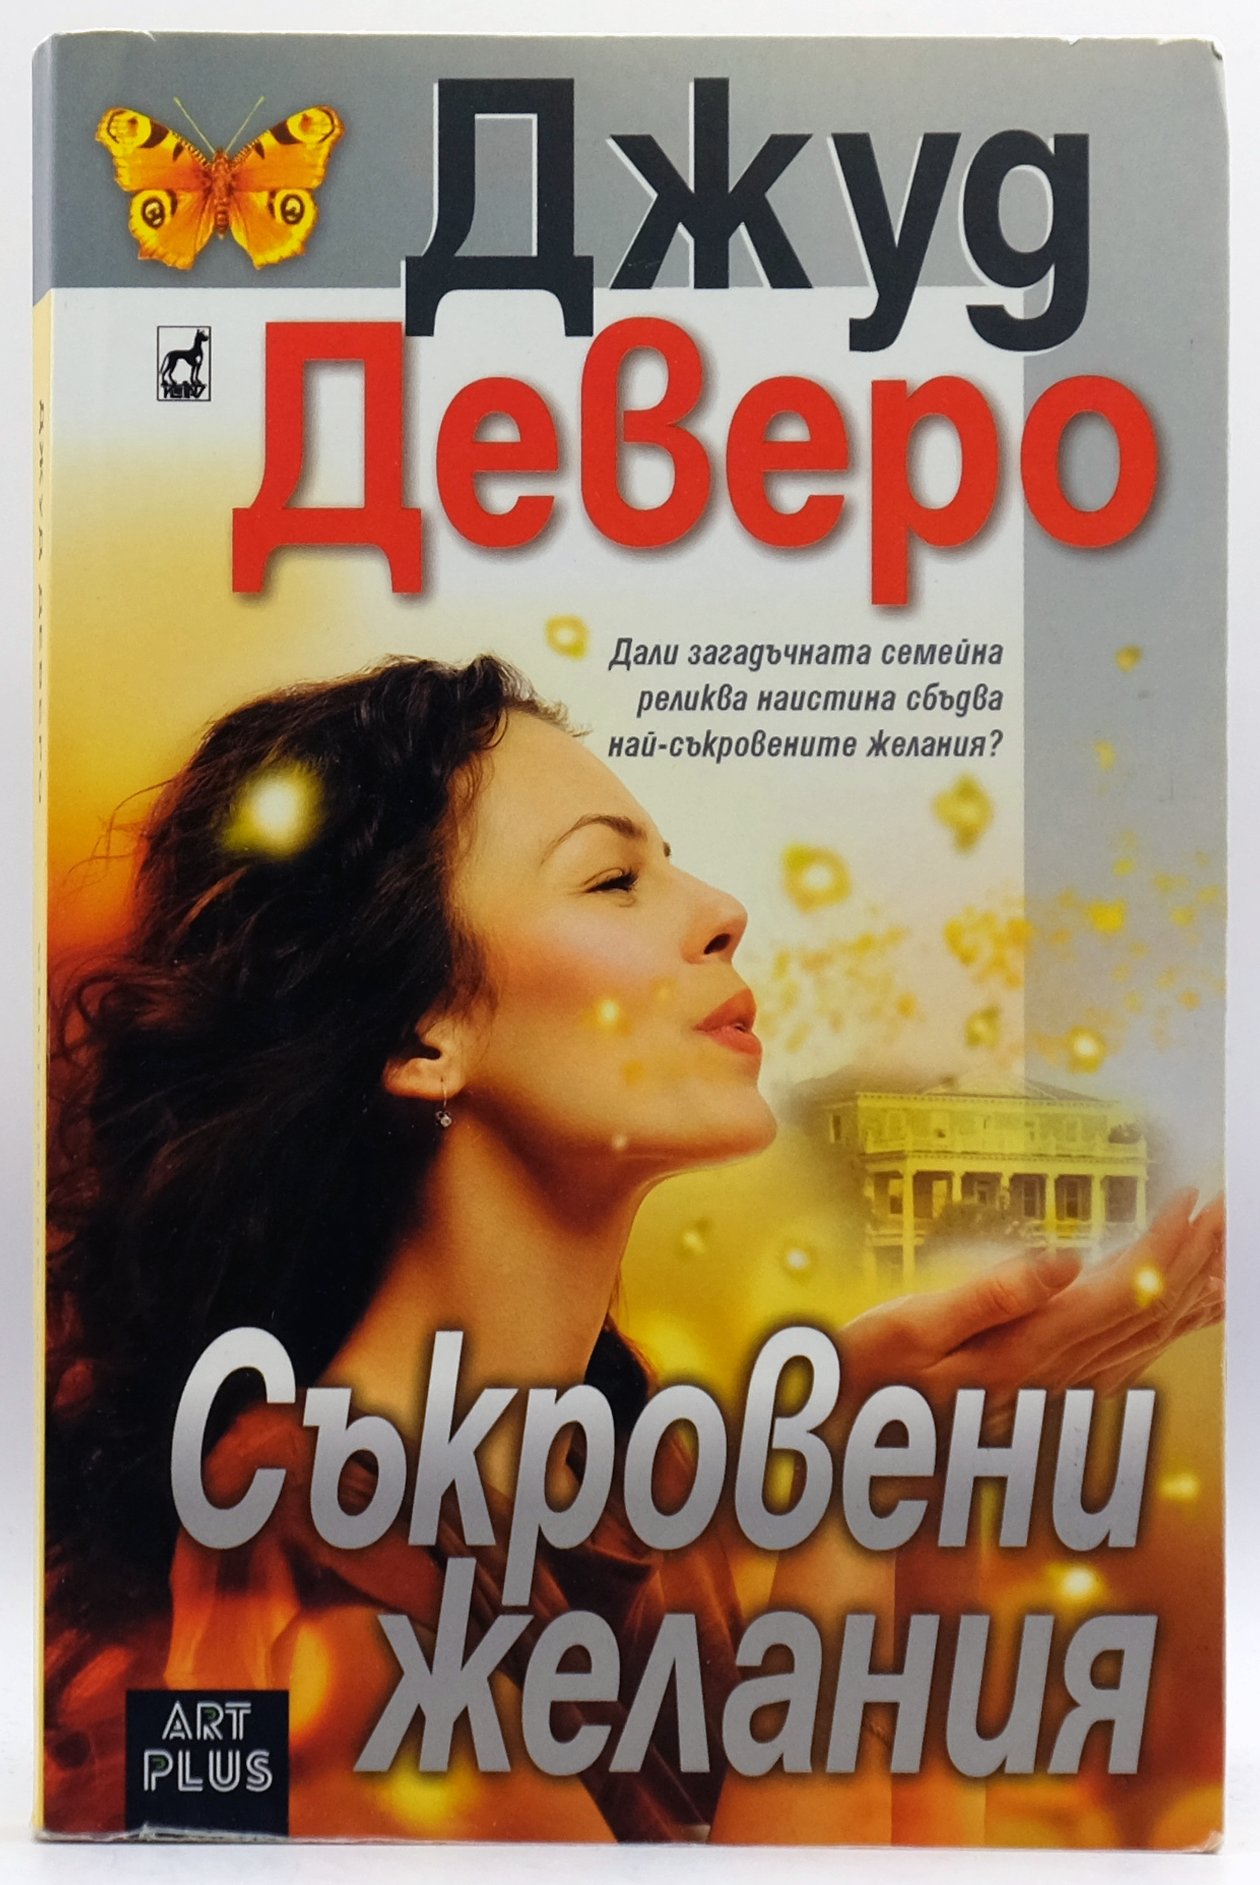 Джуд
Деверо
Дали загадъчната семейна
реликва наистина сбъдва
най-съкровените желания?
Съкровени
желания
ART
PLUS